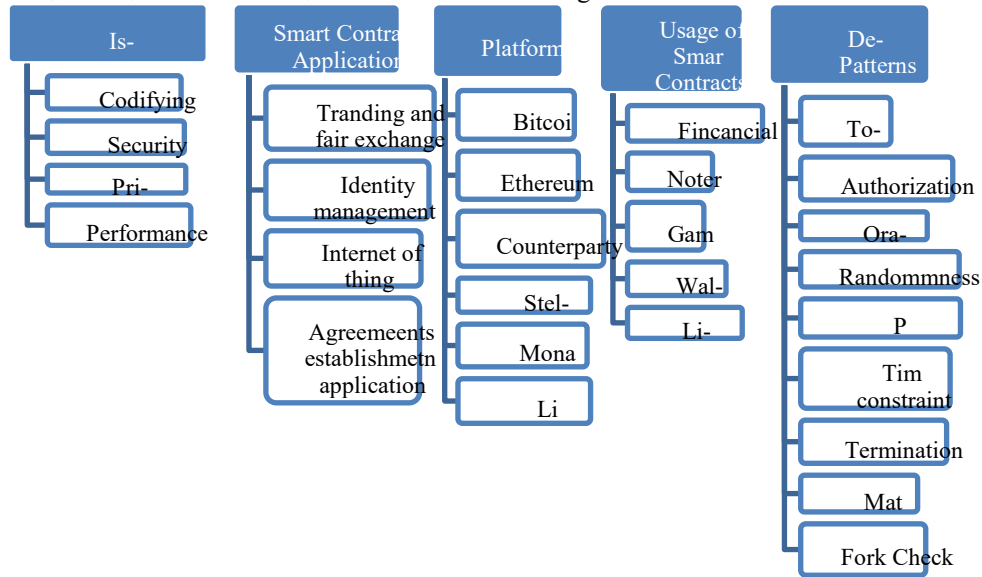 Is-
Codifying
Security
Pri-
Performance
Smart Contra
Application
Tranding and
fair exchange
Identity
management
Internet of
thing
Agreemeents
establishmetn
application
Platform
Bitcoi
Ethereum
Counterparty
Stel-
Mona
Li
Usage of
Smar
Contracts
Fincancial
Noter
Gam
Wal-
Li-
De-
Patterns
To-
Authorization
Ora-
Randommness
P
Tim
constraint
Termination
Mat
Fork Check